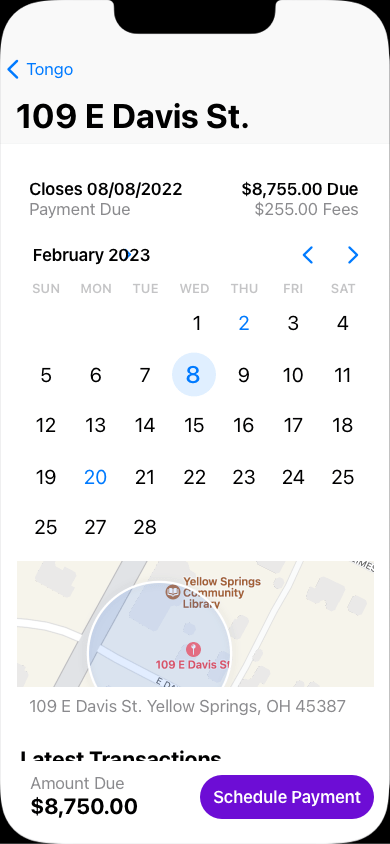 Tongo
109 E Davis St.
Closes 08/08/2022 $8,755.00 Due
Payment Due $255.00 Fees
February 2023
SUN MON TUE WED THU FRI SAT
1 2 3 4
5 6 7 8 9 10 11
12 13 14 15 16 17 18
19 20 21 22 23 24 25
25 27 28
Yellow Springs
Community
Library
109 E Davis St
E DA
109 E Davis St. Yellow Springs, OH 45387
Latest Transactions
Amount Due
$8,750.00
Schedule Payment